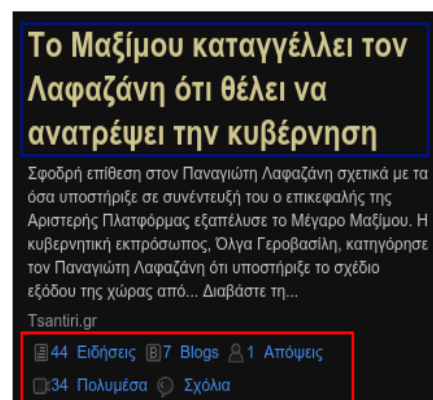 Το Μαξίμου καταγγέλλει τον
Λαφαζάνη ότι θέλει να
ανατρέψει την κυβέρνηση
Σφοδρή επίθεση στον Παναγιώτη Λαφαζάνη σχετικά με τα
όσα υποστήριξε σε συνέντευξή του ο επικεφαλής της
Αριστερής Πλατφόρμας εξαπέλυσε το Μέγαρο Μαξίμου. Η
κυβερνητική εκπρόσωπος, Όλγα Γεροβασίλη, κατηγόρησε
τον Παναγιώτη Λαφαζάνη ότι υποστήριξε το σχέδιο
εξόδου της χώρας από... Διαβάστε τη...
Tsantiri.gr
44 Ειδήσεις B 7 Blogs 1 Απόψεις
34 Πολυμέσα Σχόλια